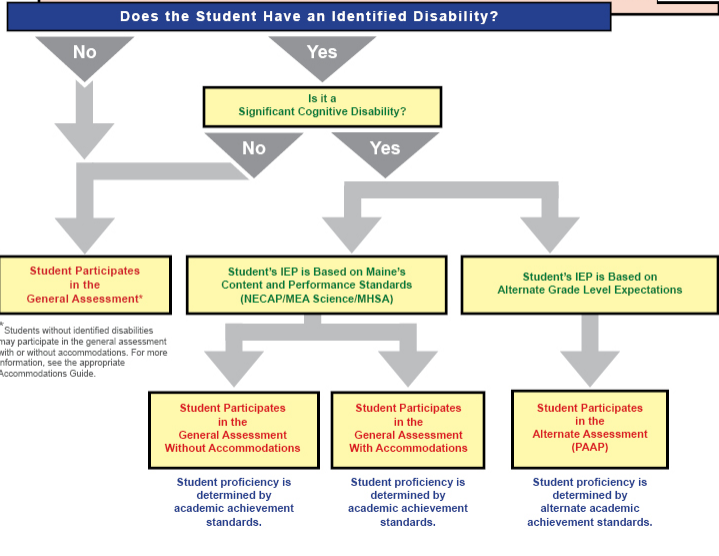 Does the Student Have an Identified Disability?
No
Yes
Is it a
Significant Cognitive Disability?
No
Yes
Student Participates
in the
General Assessment*
Student's IEP is Based on Maine's
Content and Performance Standards
(NECAP/MEA Science/MHSA)
Student's IEP is Based on
Alternate Grade Level Expectations
*Students without identified disabilities
may participate in the general assessment
with or without accommodations. For more
information, see the appropriate
Accommodations Guide.
Student Participates
in the
General Assessment
Without Accommodations
Student Participates
in the
General Assessment
With Accommodations
Student Participates
in the
Alternate Assessment
(PAAP)
Student proficiency is
determined by
academic achievement
standards.
Student proficiency is
determined by
academic achievement
standards.
Student proficiency is
determined by
alternate academic
achievement standards.